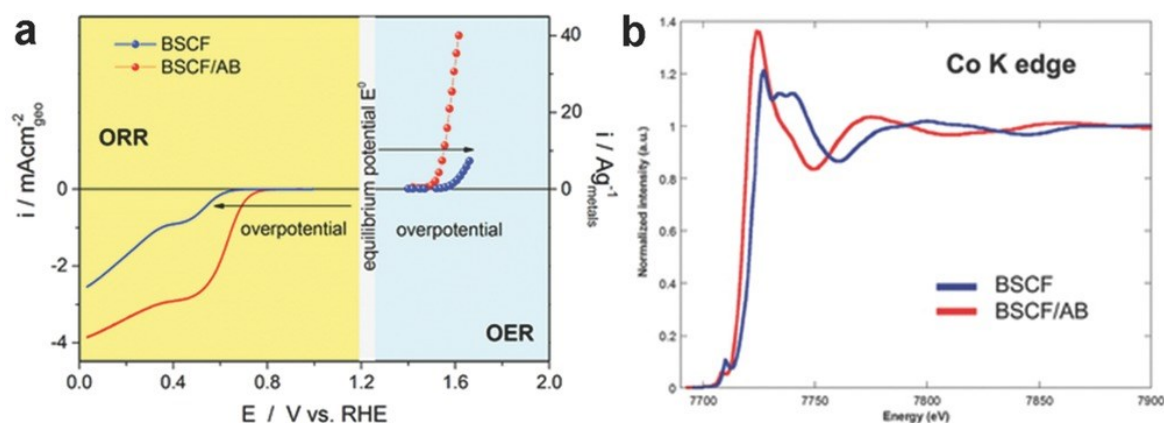 a
BSCF
BSCF/AB
ORR
OER
overpotential
overpotential
equilibrium potential E⁰
i / mAcm⁻²geo
0
-2
-4
i / Ag⁻¹metals
40
20
0
0.0 0.4 0.8 1.2 1.6 2.0
E / V vs. RHE
b
Co K edge
BSCF
BSCF/AB
Normalized intensity (a.u.)
1.4
1.2
1.0
0.8
0.6
0.4
0.2
0
7700 7750 7800 7850 7900
Energy (eV)